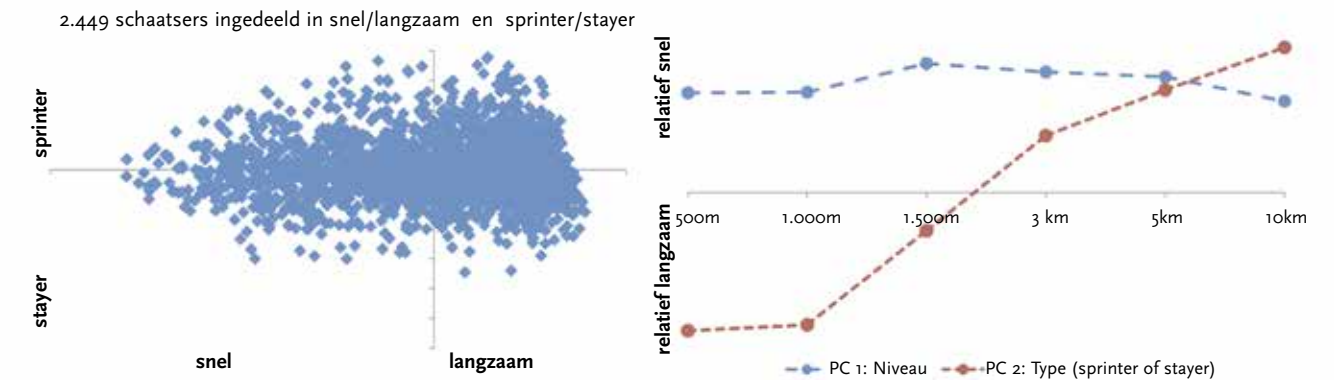 2.449 schaatsers ingedeeld in snel/langzaam en sprinter/stayer
sprinter
stayer
snel
langzaam
relatief snel
relatief langzaam
500m
1.000m
1.500m
3 km
5km
10km
PC 1: Niveau
PC 2: Type (sprinter of stayer)